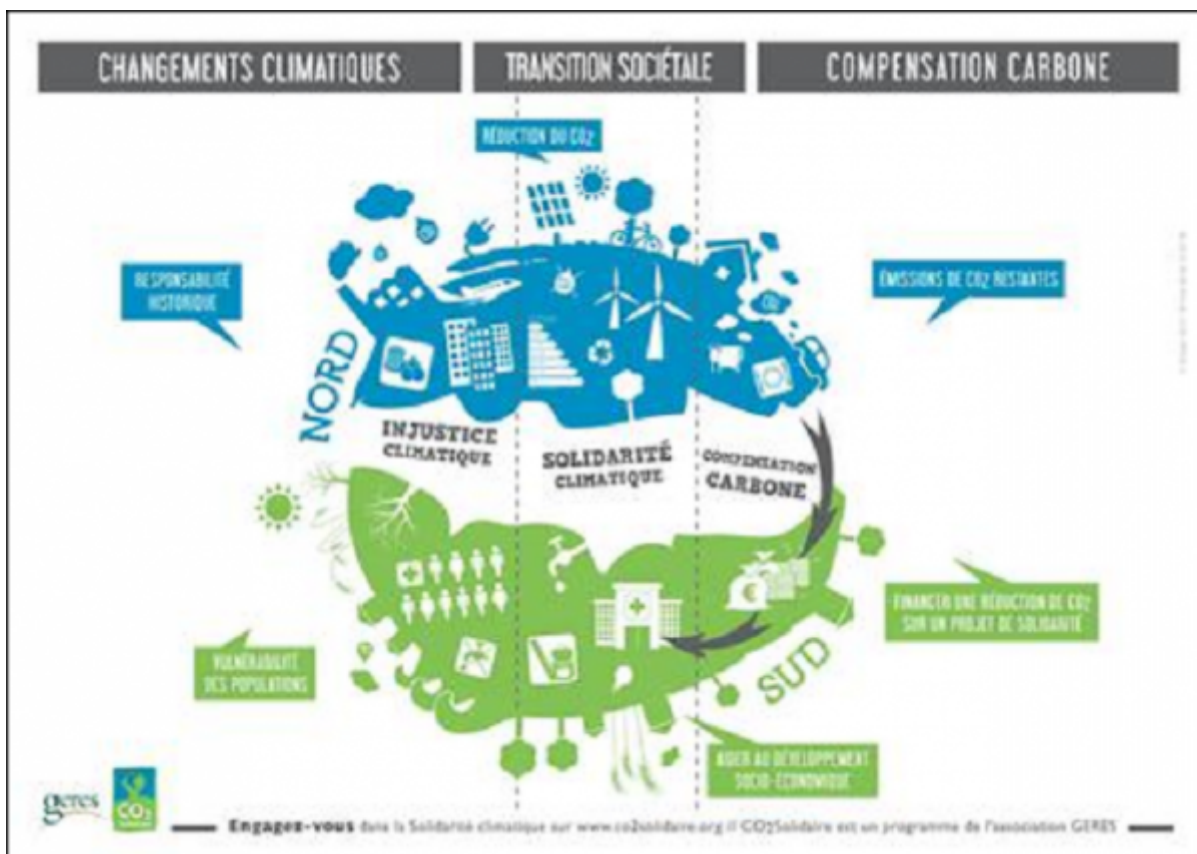 CHANGEMENTS CLIMATIQUES
TRANSITION SOCIÉTALE
COMPENSATION CARBONE
RÉDUCTION DU CO2
RESPONSABILITÉ
HISTORIQUE
ÉMISSIONS DE CO2 RESTANTES
CO2
NORD
INJUSTICE
CLIMATIQUE
SOLIDARITÉ
CLIMATIQUE
COMPENSATION
CARBONE
FINANCER UNE RÉDUCTION DE CO2
SUR UN PROJET DE SOLIDARITÉ
VULNÉRABILITÉ
DES POPULATIONS
SUD
AIDER AU DÉVELOPPEMENT
SOCIO-ÉCONOMIQUE
geres
CO2
Engagez-vous dans la Solidarité climatique sur www.co2solidaire.org // CO2Solidaire est un programme de l'association GERES